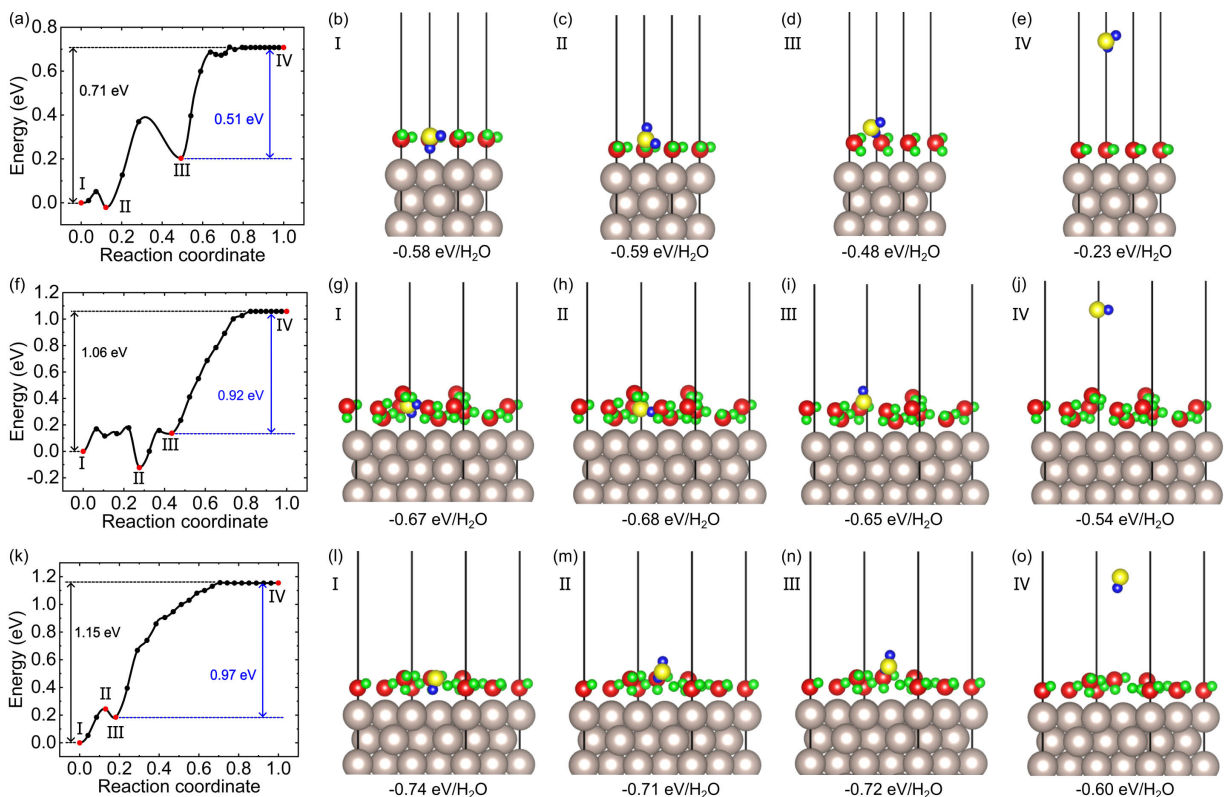 (a)
Energy (eV)
0.8
0.6
0.4
0.2
0.0
0.71 eV
0.51 eV
I
II
III
IV
0.0 0.2 0.4 0.6 0.8 1.0
Reaction coordinate
(b)
I
-0.58 eV/H₂O
(c)
II
-0.59 eV/H₂O
(d)
III
-0.48 eV/H₂O
(e)
IV
-0.23 eV/H₂O
(f)
Energy (eV)
1.2
1.0
0.8
0.6
0.4
0.2
0.0
-0.2
1.06 eV
0.92 eV
I
II
III
IV
0.0 0.2 0.4 0.6 0.8 1.0
Reaction coordinate
(g)
I
-0.67 eV/H₂O
(h)
II
-0.68 eV/H₂O
(i)
III
-0.65 eV/H₂O
(j)
IV
-0.54 eV/H₂O
(k)
Energy (eV)
1.2
1.0
0.8
0.6
0.4
0.2
0.0
1.15 eV
0.97 eV
I
II
III
IV
0.0 0.2 0.4 0.6 0.8 1.0
Reaction coordinate
(l)
I
-0.74 eV/H₂O
(m)
II
-0.71 eV/H₂O
(n)
III
-0.72 eV/H₂O
(o)
IV
-0.60 eV/H₂O